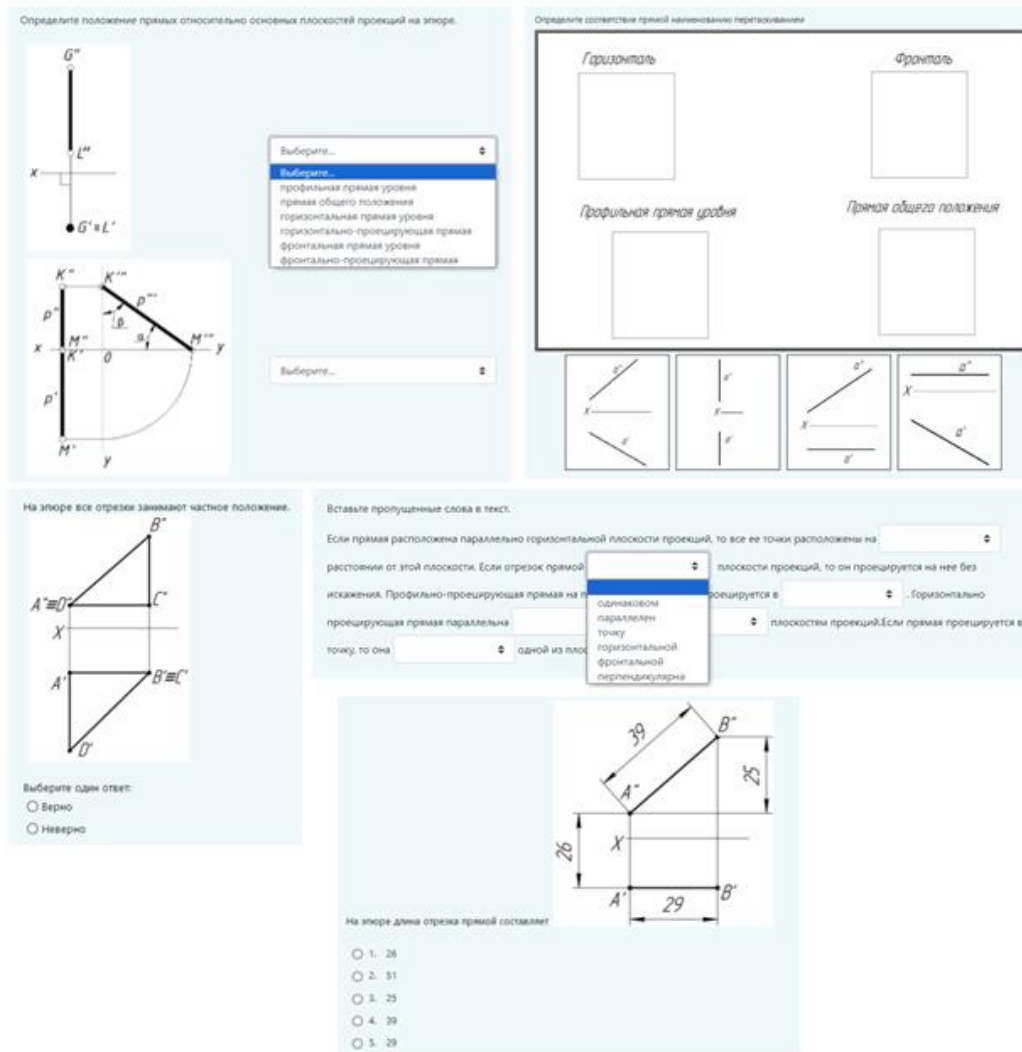 Определите положение прямых относительно основных плоскостей проекций на эпюре.
G"
L"
x
G' ≡ L'
Выберите...
Выберите...
профильная прямая уровня
прямая общего положения
горизонтальная прямая уровня
горизонтально-проецирующая прямая
фронтальная прямая уровня
фронтально-проецирующая прямая
K" K'"
p" p'"
β
α
x M" 0 M'" y
K'
p'
M' y
Выберите...
Определите соответствие прямой наименованию перетаскиванием
Горизонталь Фронталь
Профильная прямая уровня Прямая общего положения
a" a" a" a"
X X X X
a' a' a' a'
На эпюре все отрезки занимают частное положение.
B"
A"≡D" C"
X
A' B'≡C'
D'
Выберите один ответ:
Верно
Неверно
Вставьте пропущенные слова в текст.
Если прямая расположена параллельно горизонтальной плоскости проекций, то все ее точки расположены на
расстоянии от этой плоскости. Если отрезок прямой плоскости проекций, то он проецируется на нее без
искажения. Профильно-проецирующая прямая на п роецируется в . Горизонтально
проецирующая прямая параллельна плоскостям проекций.Если прямая проецируется в
точку, то она одной из плос
одинаковом
параллелен
точку
горизонтальной
фронтальной
перпендикулярна
39
B"
A" 25
26 X
A' B'
29
На эпюре длина отрезка прямой составляет
1. 26
2. 51
3. 25
4. 39
5. 29